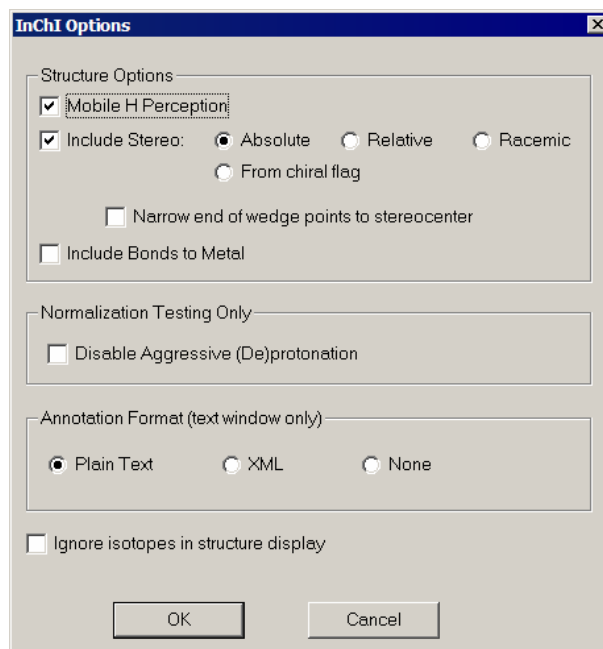 InChI Options
Structure Options
Mobile H Perception
Include Stereo: Absolute Relative Racemic
From chiral flag
Narrow end of wedge points to stereocenter
Include Bonds to Metal
Normalization Testing Only
Disable Aggressive (De)protonation
Annotation Format (text window only)
Plain Text XML None
Ignore isotopes in structure display
OK Cancel